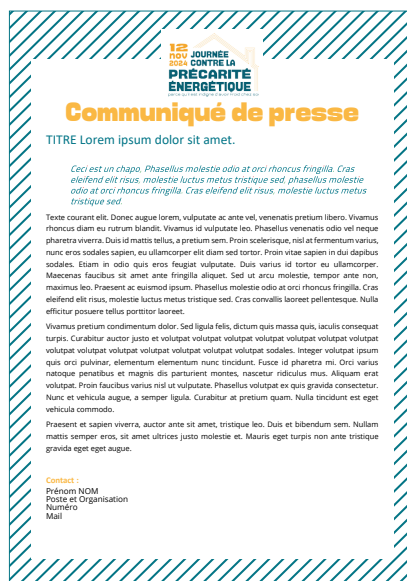 12
NOV
2024
JOURNÉE
CONTRE LA
PRÉCARITÉ
ÉNERGÉTIQUE
Communiqué de presse
TITRE Lorem ipsum dolor sit amet.
Ceci est un chapo. Phasellus molestie odio at orci rhoncus fringilla. Cras
eleifend elit risus, molestie luctus metus tristique sed. phasellus molestie
odio at orci rhoncus fringilla. Cras eleifend elit risus, molestie luctus metus
tristique sed.
Texte courant elit. Donec augue lorem, vulputate ac ante vel, venenatis pretium libero. Vivamus
rhoncus diam eu rutrum blandit. Vivamus id vulputate leo. Phasellus venenatis odio vel neque
pharetra viverra. Duis id mattis tellus, a pretium sem. Proin scelerisque, nisl at fermentum varius,
nunc eros sodales sapien, eu ullamcorper elit diam sed tortor. Proin vitae sapien in dui dapibus
sodales. Etiam in odio quis eros feugiat vulputate. Duis varius id tortor eu ullamcorper.
Maecenas faucibus sit amet ante fringilla aliquet. Sed ut arcu molestie, tempor ante non,
maximus leo. Praesent ac euismod ipsum. Phasellus molestie odio at orci rhoncus fringilla. Cras
eleifend elit risus, molestie luctus metus tristique sed. Cras convallis laoreet pellentesque. Nulla
efficitur posuere tellus porttitor laoreet.
Vivamus pretium condimentum dolor. Sed ligula felis, dictum quis massa quis, iaculis consequat
turpis. Curabitur auctor justo et volutpat volutpat volutpat volutpat volutpat volutpat volutpat
volutpat volutpat volutpat volutpat volutpat volutpat volutpat sodales. Integer volutpat ipsum
quis orci pulvinar, elementum elementum nunc tincidunt. Fusce id pharetra mi. Orci varius
natoque penatibus et magnis dis parturient montes, nascetur ridiculus mus. Aliquam erat
volutpat. Proin faucibus varius nisl ut vulputate. Phasellus volutpat ex quis gravida consectetur.
Nunc et vehicula augue, a semper ligula. Curabitur at pretium quam. Nulla tincidunt est eget
vehicula commodo.
Praesent et sapien viverra, auctor ante sit amet, tristique leo. Duis et bibendum sem. Nullam
mattis semper eros, sit amet ultrices justo molestie et. Mauris eget turpis non ante tristique
gravida eget eget augue.
Contact :
Prénom NOM
Poste et Organisation
Numéro
Mail